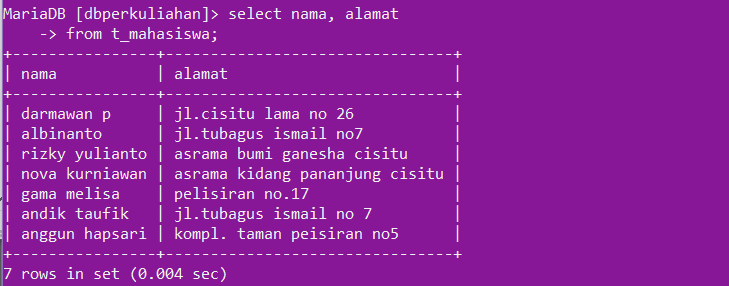 MariaDB [dbperkuliahan]> select nama, alamat
    -> from t_mahasiswa;
+----------------+---------------------------------+
| nama           | alamat                          |
+----------------+---------------------------------+
| darmawan p     | jl.cisitu lama no 26            |
| albinanto      | jl.tubagus ismail no7           |
| rizky yulianto | asrama bumi ganesha cisitu      |
| nova kurniawan | asrama kidang pananjung cisitu |
| gama melisa    | pelisiran no.17                 |
| andik taufik   | jl.tubagus ismail no 7          |
| anggun hapsari | kompl. taman peisiran no5       |
+----------------+---------------------------------+
7 rows in set (0.004 sec)